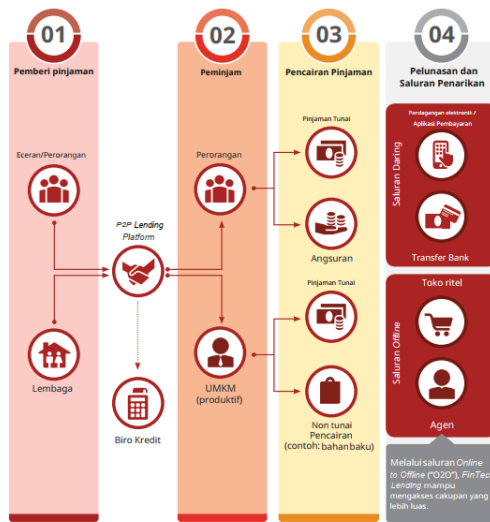 01
Pemberi pinjaman
Eceran/Perorangan
Lembaga
P2P Lending
Platform
Biro Kredit
02
Peminjam
Perorangan
UMKM
(produktif)
03
Pencairan Pinjaman
Pinjaman Tunai
Angsuran
Pinjaman Tunai
Non tunai
Pencairan
(contoh: bahan baku)
04
Pelunasan dan
Saluran Penarikan
Saluran Daring
Perdagangan elektronik /
Aplikasi Pembayaran
Transfer Bank
Saluran Offline
Toko ritel
Agen
Melalui saluran Online
to Offline ("O2O"), FinTec
Lending mampu
mengakses cakupan yang
lebih luas.